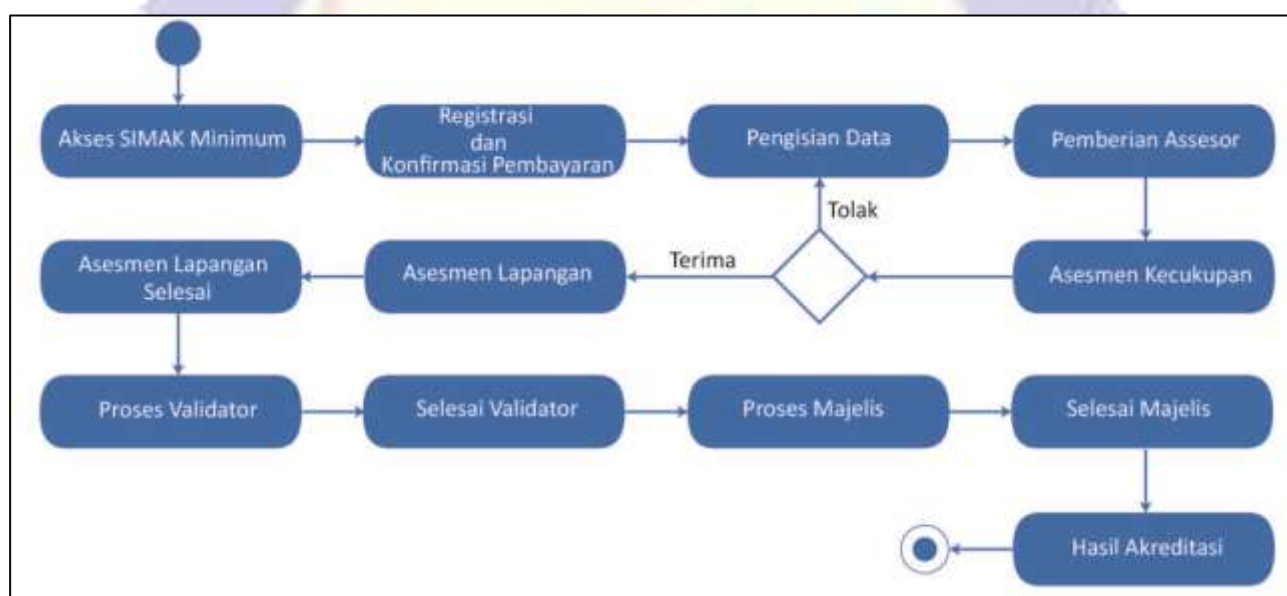 Akses SIMAK Minimum
Registrasi
dan
Konfirmasi Pembayaran
Pengisian Data
Pemberian Assesor
Tolak
Terima
Asesmen Lapangan
Selesai
Asesmen Lapangan
Asesmen Kecukupan
Proses Validator
Selesai Validator
Proses Majelis
Selesai Majelis
Hasil Akreditasi